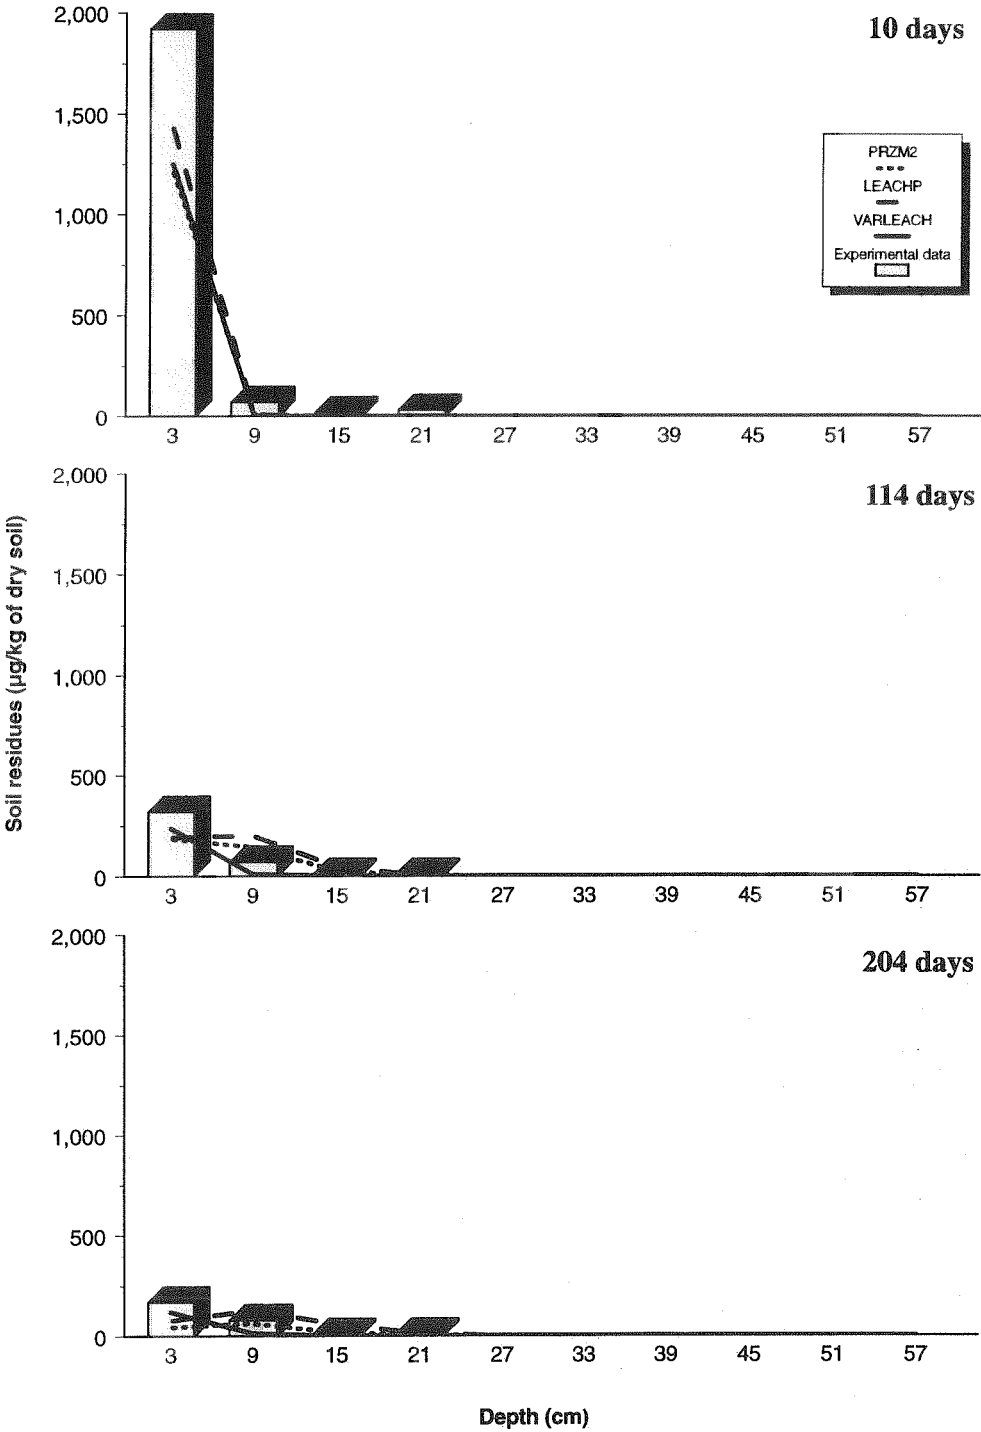 2,000
10 days
1,500
1,000
500
0
PRZM2
LEACHP
VARLEACH
Experimental data
3 9 15 21 27 33 39 45 51 57
Soil residues (µg/kg of dry soil)
2,000
114 days
1,500
1,000
500
0
3 9 15 21 27 33 39 45 51 57
2,000
204 days
1,500
1,000
500
0
3 9 15 21 27 33 39 45 51 57
Depth (cm)